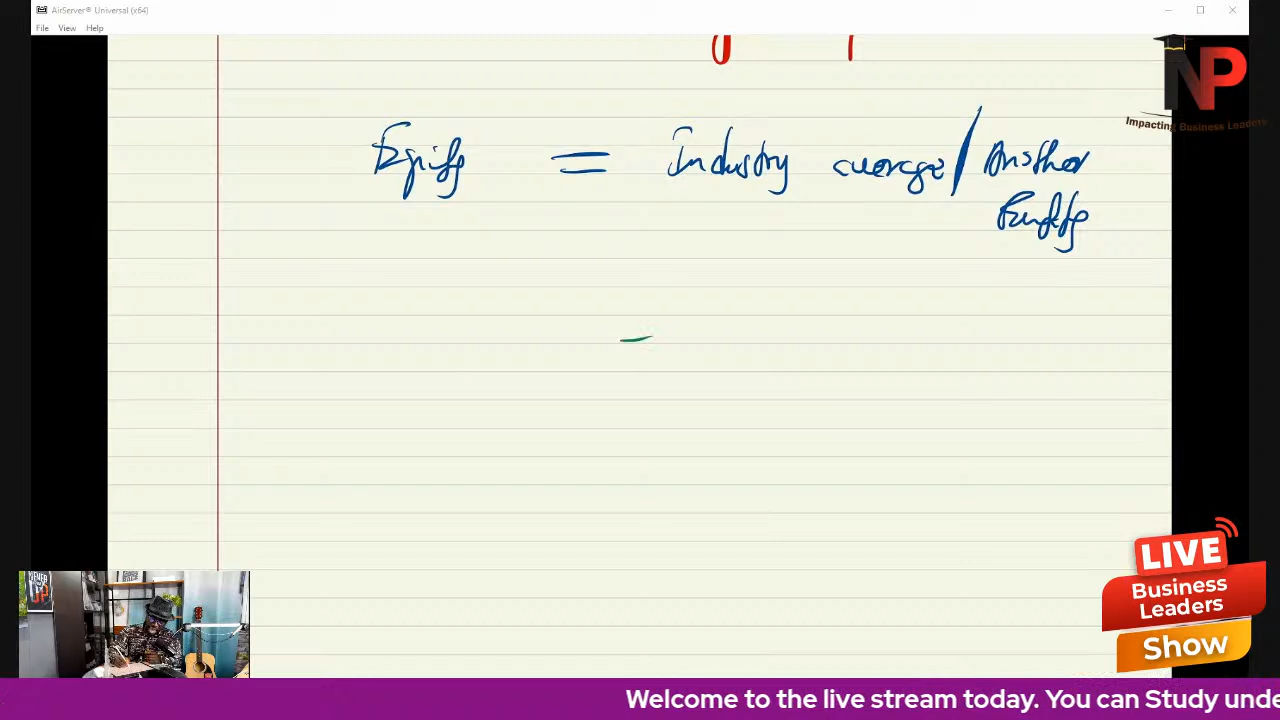 AirServer® Universal (x64)
File View Help
NP
Impacting Business Leaders
Equity = Industry average / Another
LIVE
Business
Leaders
Show
Welcome to the live stream today. You can Study unde